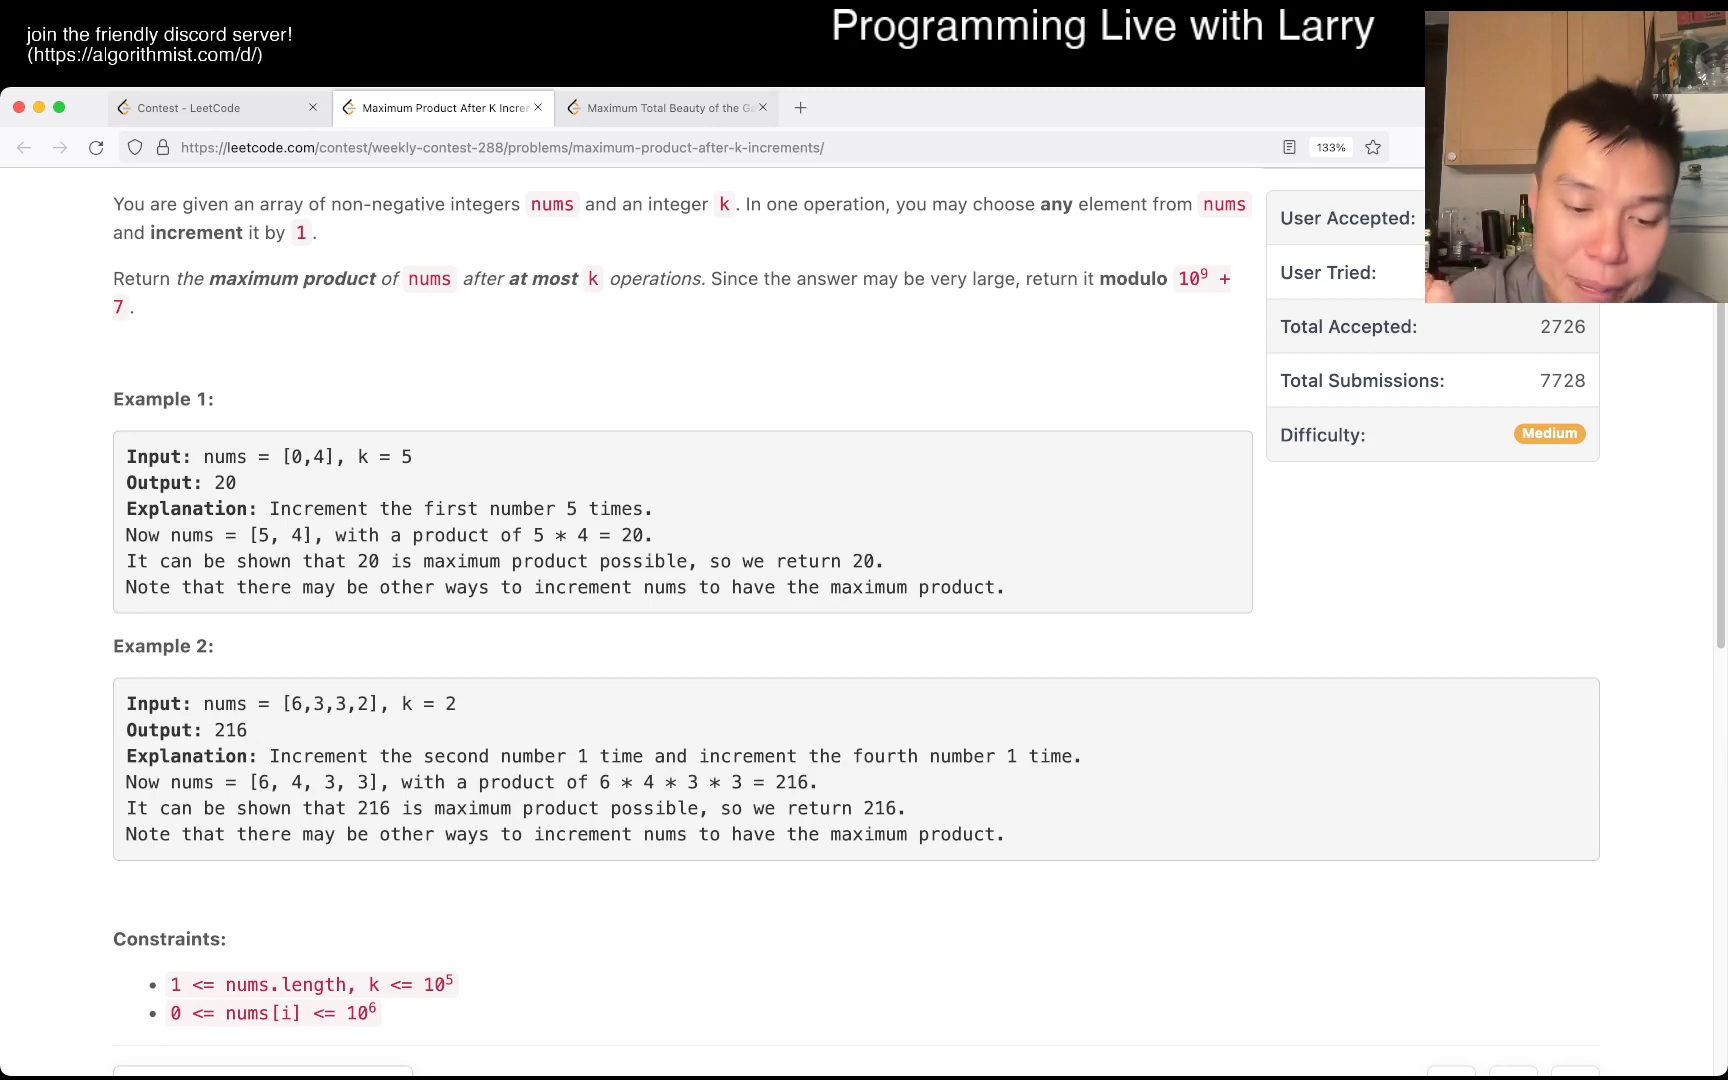 join the friendly discord server!
(https://algorithmist.com/d/)
Programming Live with Larry
Contest - LeetCode
Maximum Product After K Incre
Maximum Total Beauty of the Ga
https://leetcode.com/contest/weekly-contest-288/problems/maximum-product-after-k-increments/
133%
You are given an array of non-negative integers nums and an integer k. In one operation, you may choose any element from nums
and increment it by 1.
Return the maximum product of nums after at most k operations. Since the answer may be very large, return it modulo 10⁹ +
7.
User Accepted:
User Tried:
Total Accepted: 2726
Total Submissions: 7728
Difficulty: Medium
Example 1:
Input: nums = [0,4], k = 5
Output: 20
Explanation: Increment the first number 5 times.
Now nums = [5, 4], with a product of 5 * 4 = 20.
It can be shown that 20 is maximum product possible, so we return 20.
Note that there may be other ways to increment nums to have the maximum product.
Example 2:
Input: nums = [6,3,3,2], k = 2
Output: 216
Explanation: Increment the second number 1 time and increment the fourth number 1 time.
Now nums = [6, 4, 3, 3], with a product of 6 * 4 * 3 * 3 = 216.
It can be shown that 216 is maximum product possible, so we return 216.
Note that there may be other ways to increment nums to have the maximum product.
Constraints:
• 1 <= nums.length, k <= 10⁵
• 0 <= nums[i] <= 10⁶